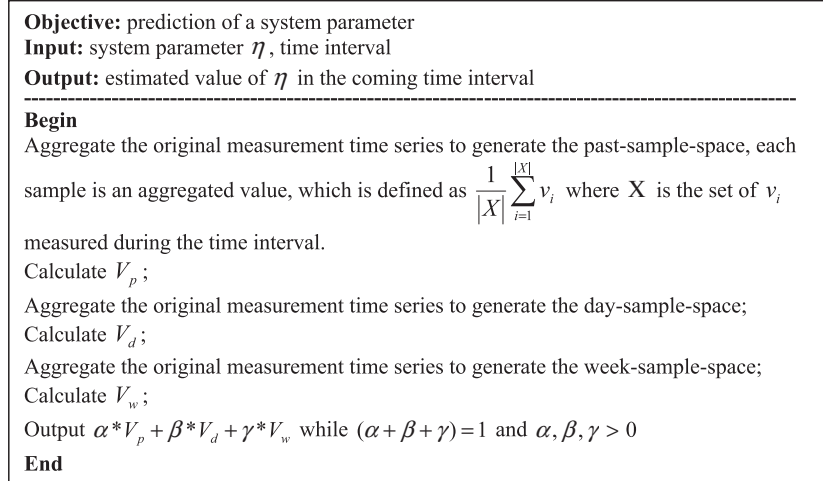 Objective: prediction of a system parameter
Input: system parameter η, time interval
Output: estimated value of η in the coming time interval
Begin
Aggregate the original measurement time series to generate the past-sample-space, each
sample is an aggregated value, which is defined as \frac{1}{|X|} \sum_{i=1}^{|X|} v_i where X is the set of v_i
measured during the time interval.
Calculate V_p ;
Aggregate the original measurement time series to generate the day-sample-space;
Calculate V_d ;
Aggregate the original measurement time series to generate the week-sample-space;
Calculate V_w ;
Output α*V_p + β*V_d + γ*V_w while (α + β + γ) = 1 and α, β, γ > 0
End